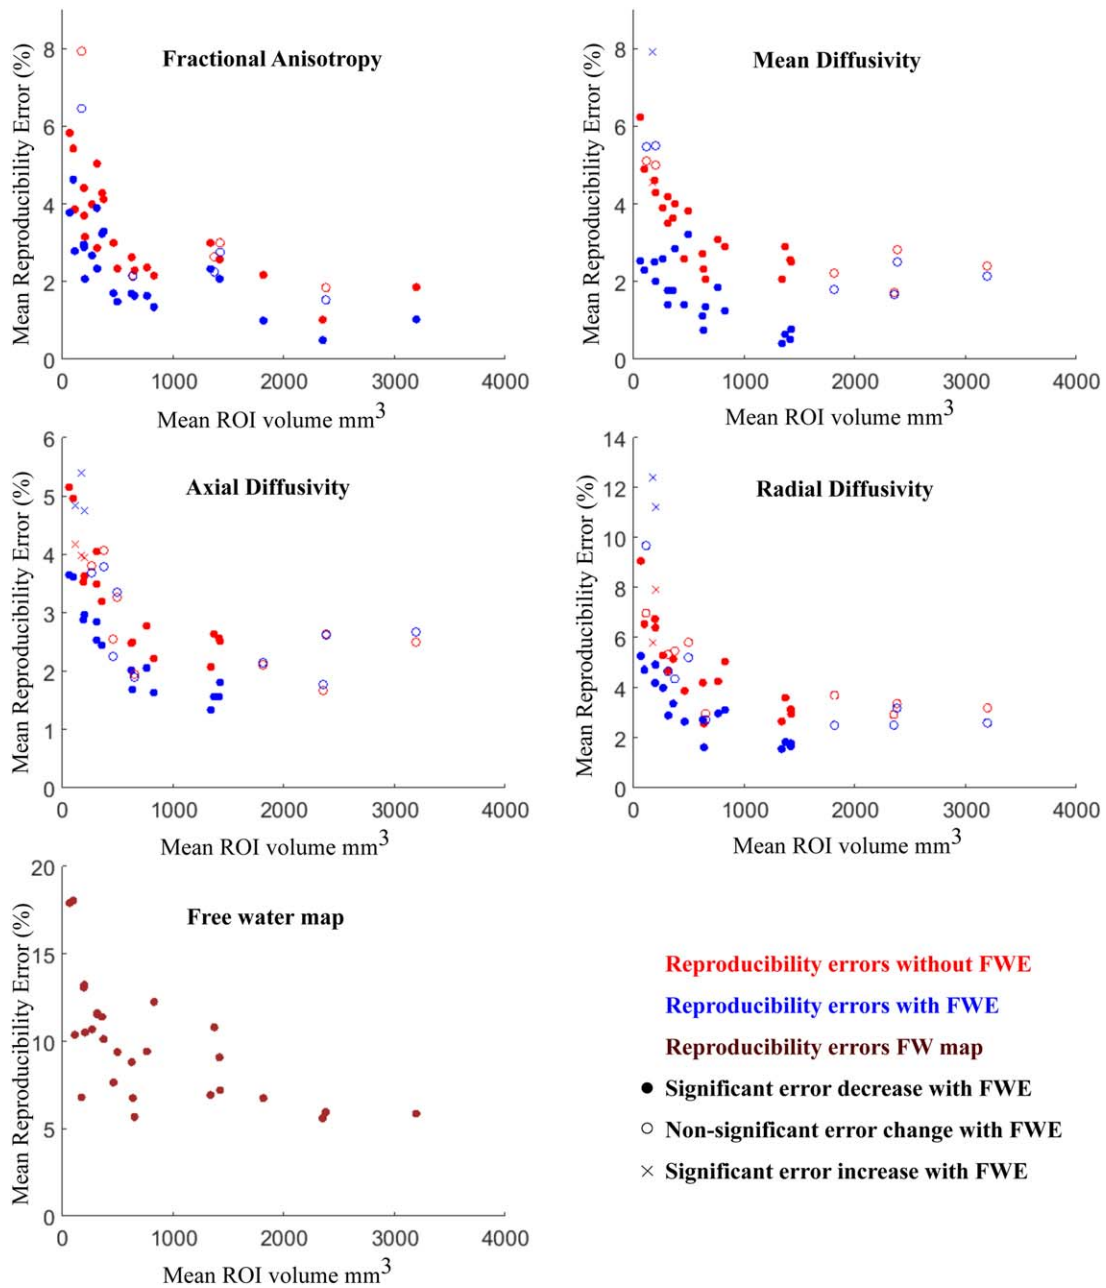 Fractional Anisotropy
Mean Reproducibility Error (%)
8
6
4
2
0
0 1000 2000 3000 4000
Mean ROI volume mm3
Mean Diffusivity
Mean Reproducibility Error (%)
8
6
4
2
0
0 1000 2000 3000 4000
Mean ROI volume mm3
Axial Diffusivity
Mean Reproducibility Error (%)
6
5
4
3
2
1
0
0 1000 2000 3000 4000
Mean ROI volume mm3
Radial Diffusivity
Mean Reproducibility Error (%)
14
12
10
8
6
4
2
0
0 1000 2000 3000 4000
Mean ROI volume mm3
Free water map
Mean Reproducibility Error (%)
20
15
10
5
0
0 1000 2000 3000 4000
Mean ROI volume mm3
Reproducibility errors without FWE
Reproducibility errors with FWE
Reproducibility errors FW map
Significant error decrease with FWE
Non-significant error change with FWE
Significant error increase with FWE